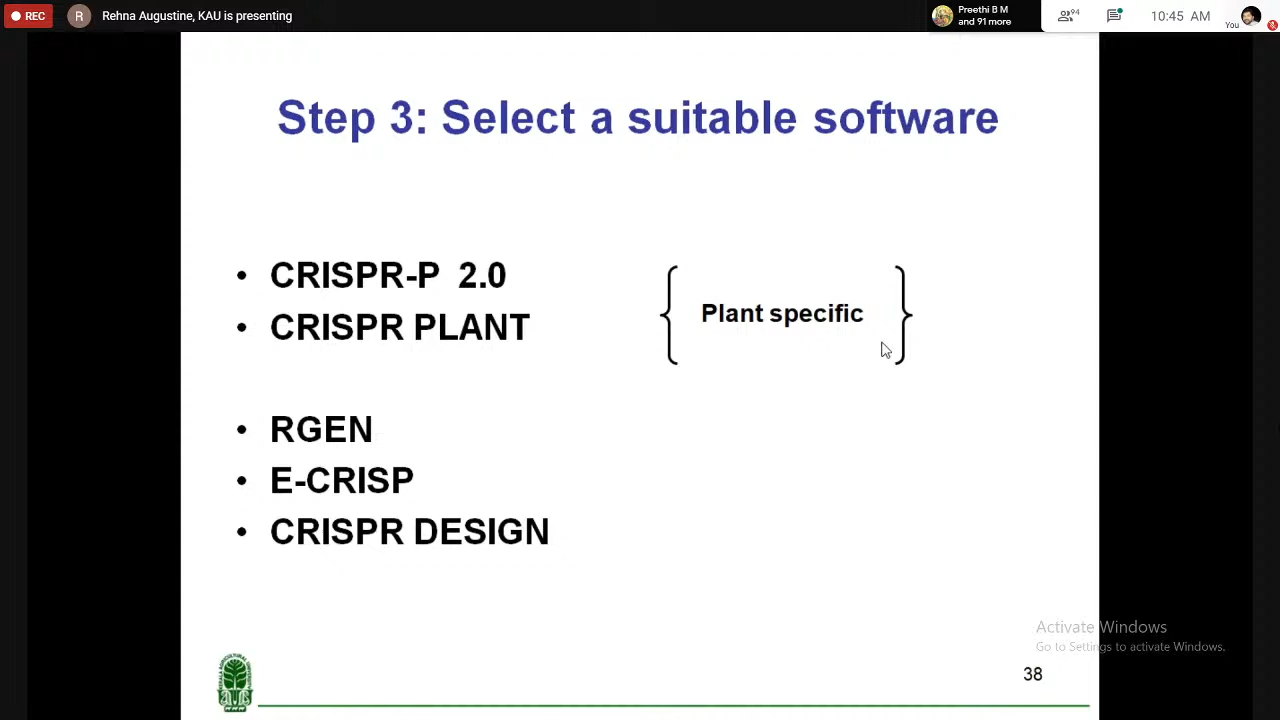 REC
R
Rehna Augustine, KAU is presenting
Preethi B M
and 91 more
94
10:45 AM
You
Step 3: Select a suitable software
• CRISPR-P 2.0
• CRISPR PLANT
Plant specific
• RGEN
• E-CRISP
• CRISPR DESIGN
Activate Windows
Go to Settings to activate Windows.
38